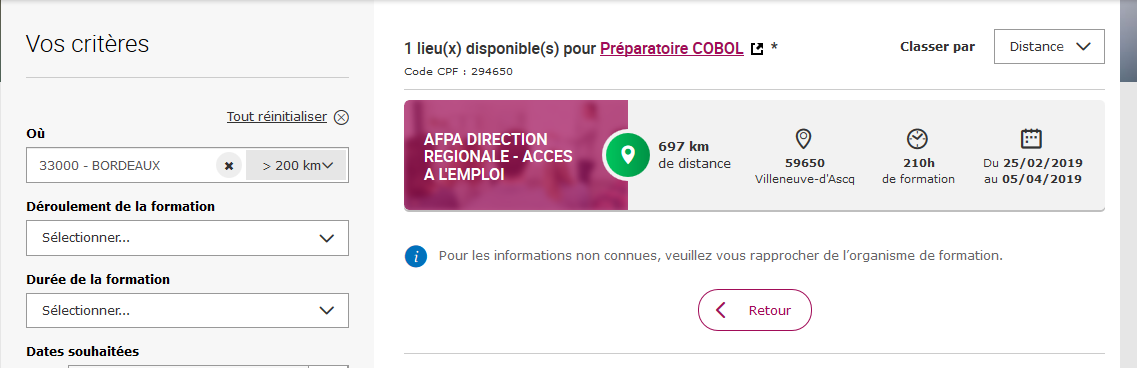 Vos critères
Tout réinitialiser
Où
33000 - BORDEAUX
> 200 km
Déroulement de la formation
Sélectionner...
Durée de la formation
Sélectionner...
Dates souhaitées
1 lieu(x) disponible(s) pour Préparatoire COBOL *
Code CPF : 294650
Classer par
Distance
AFPA DIRECTION
REGIONALE - ACCES
A L'EMPLOI
697 km
de distance
59650
Villeneuve-d'Ascq
210h
de formation
Du 25/02/2019
au 05/04/2019
Pour les informations non connues, veuillez vous rapprocher de l’organisme de formation.
Retour